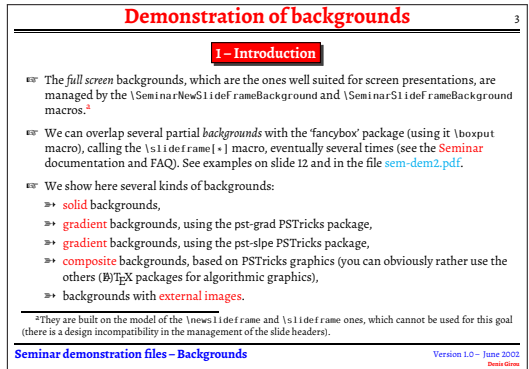 Demonstration of backgrounds
3
1 – Introduction
☞ The full screen backgrounds, which are the ones well suited for screen presentations, are
managed by the \SeminarNewSlideFrameBackground and \SeminarSlideFrameBackground
macros.a
☞ We can overlap several partial backgrounds with the ‘fancybox’ package (using it \boxput
macro), calling the \slideframe[*] macro, eventually several times (see the Seminar
documentation and FAQ). See examples on slide 12 and in the file sem-dem2.pdf.
☞ We show here several kinds of backgrounds:
➳ solid backgrounds,
➳ gradient backgrounds, using the pst-grad PSTricks package,
➳ gradient backgrounds, using the pst-slpe PSTricks package,
➳ composite backgrounds, based on PSTricks graphics (you can obviously rather use the
others (LA)TEX packages for algorithmic graphics),
➳ backgrounds with external images.
aThey are built on the model of the \newslideframe and \slideframe ones, which cannot be used for this goal
(there is a design incompatibility in the management of the slide headers).
Seminar demonstration files – Backgrounds
Version 1.0 – June 2002
Denis Girou